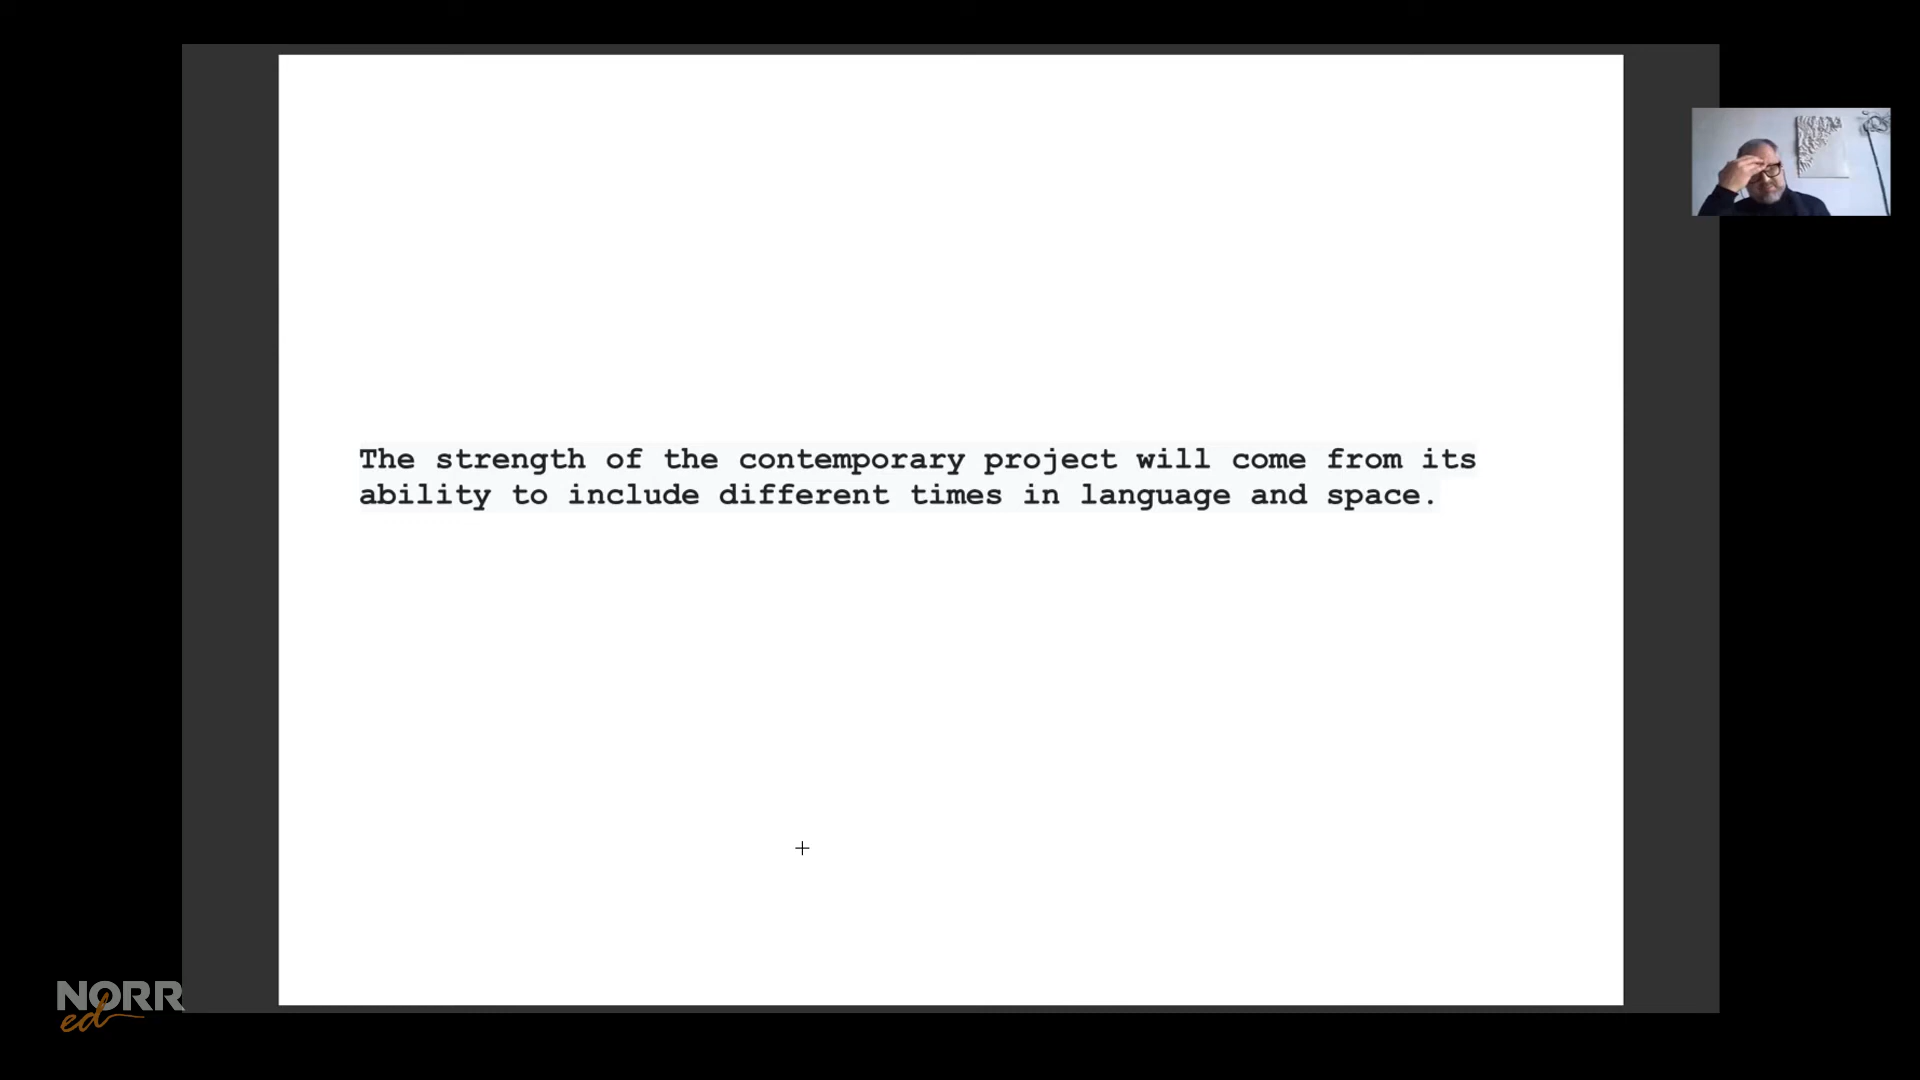 The strength of the contemporary project will come from its
ability to include different times in language and space.
NORR
ed